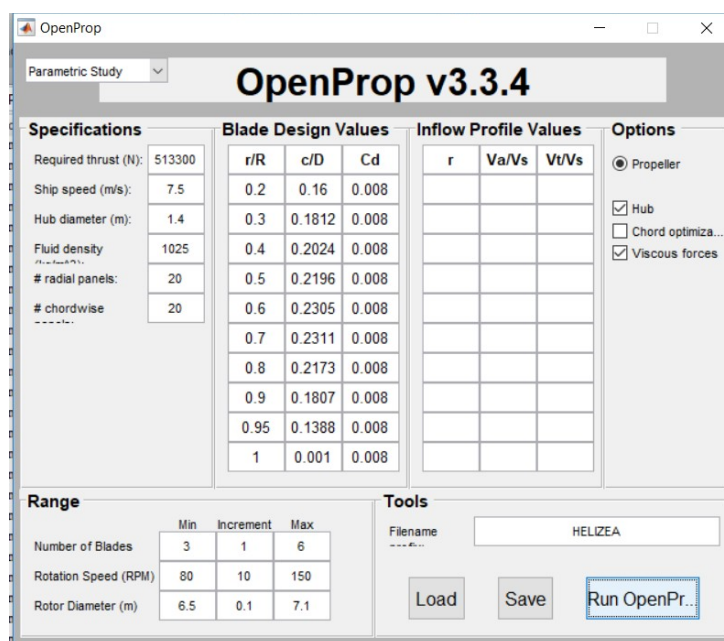 OpenProp
Parametric Study
OpenProp v3.3.4
Specifications
Required thrust (N): 513300
Ship speed (m/s): 7.5
Hub diameter (m): 1.4
Fluid density 1025
# radial panels: 20
# chordwise 20
Blade Design Values
r/R c/D Cd
0.2 0.16 0.008
0.3 0.1812 0.008
0.4 0.2024 0.008
0.5 0.2196 0.008
0.6 0.2305 0.008
0.7 0.2311 0.008
0.8 0.2173 0.008
0.9 0.1807 0.008
0.95 0.1388 0.008
1 0.001 0.008
Inflow Profile Values
r Va/Vs Vt/Vs
Options
Propeller
Hub
Chord optimiza...
Viscous forces
Range
Min Increment Max
Number of Blades 3 1 6
Rotation Speed (RPM) 80 10 150
Rotor Diameter (m) 6.5 0.1 7.1
Tools
Filename HELIZEA
Load Save Run OpenPr...